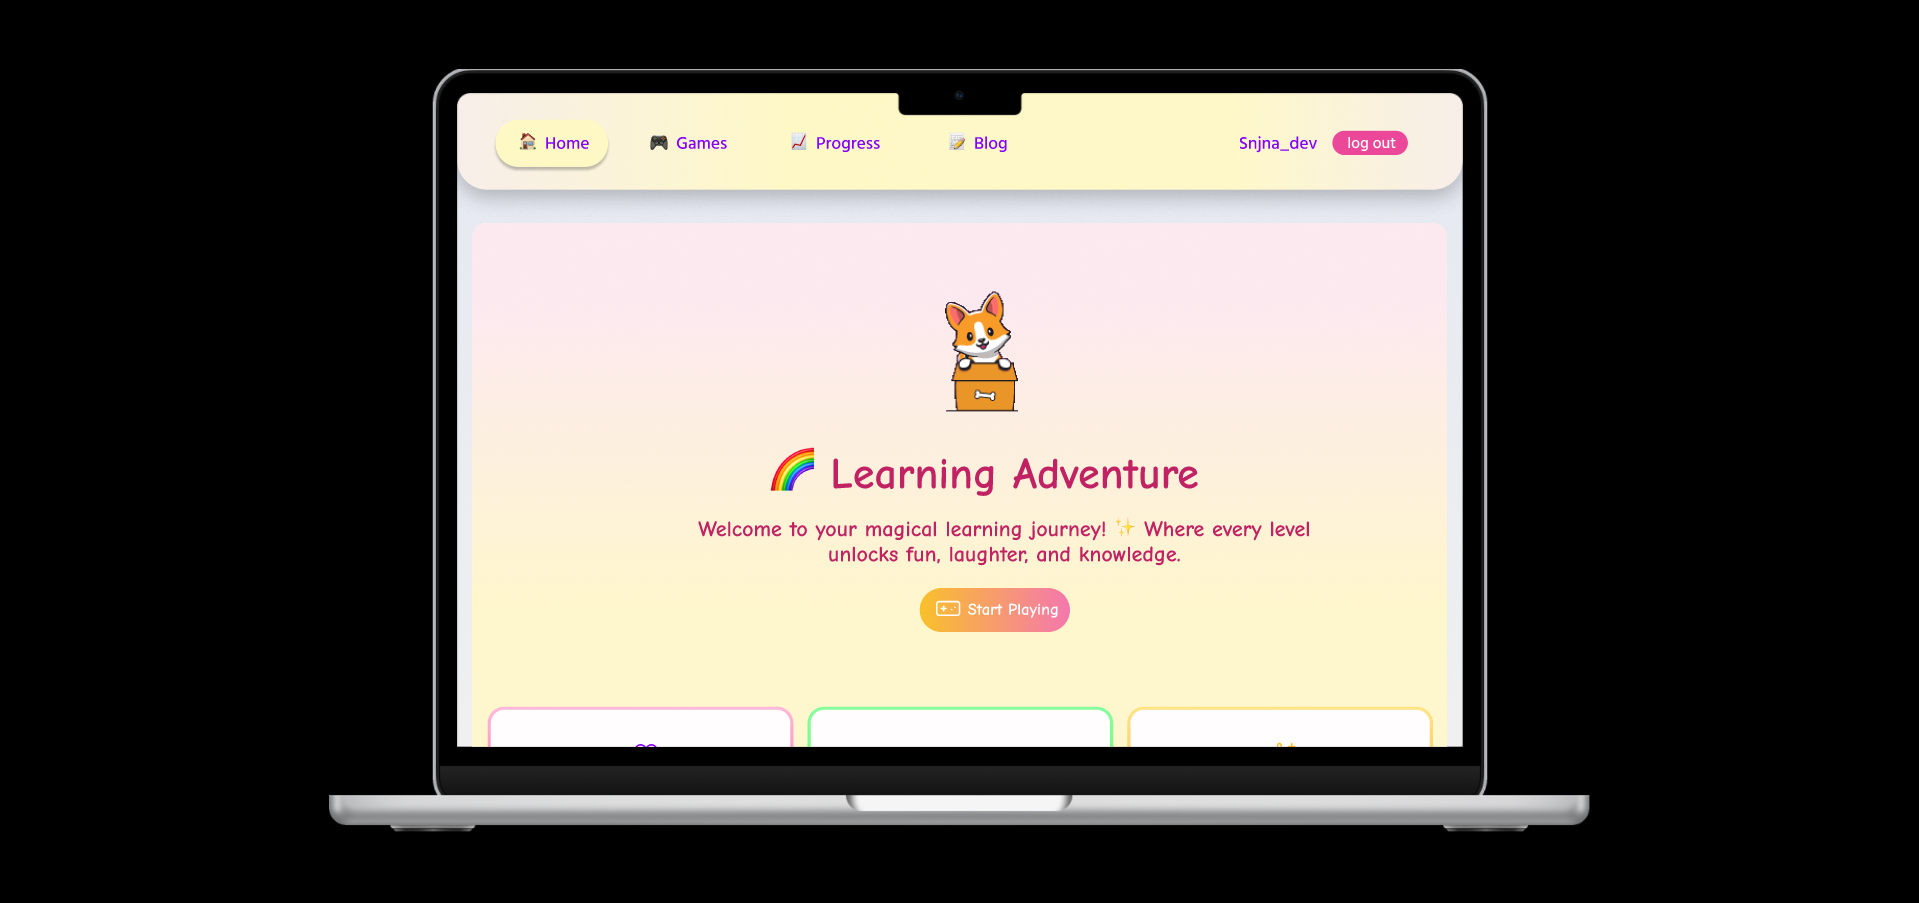 🏠 Home
🎮 Games
📈 Progress
📝 Blog
Snjna_dev
log out
🌈 Learning Adventure
Welcome to your magical learning journey! ✨ Where every level
unlocks fun, laughter, and knowledge.
Start Playing